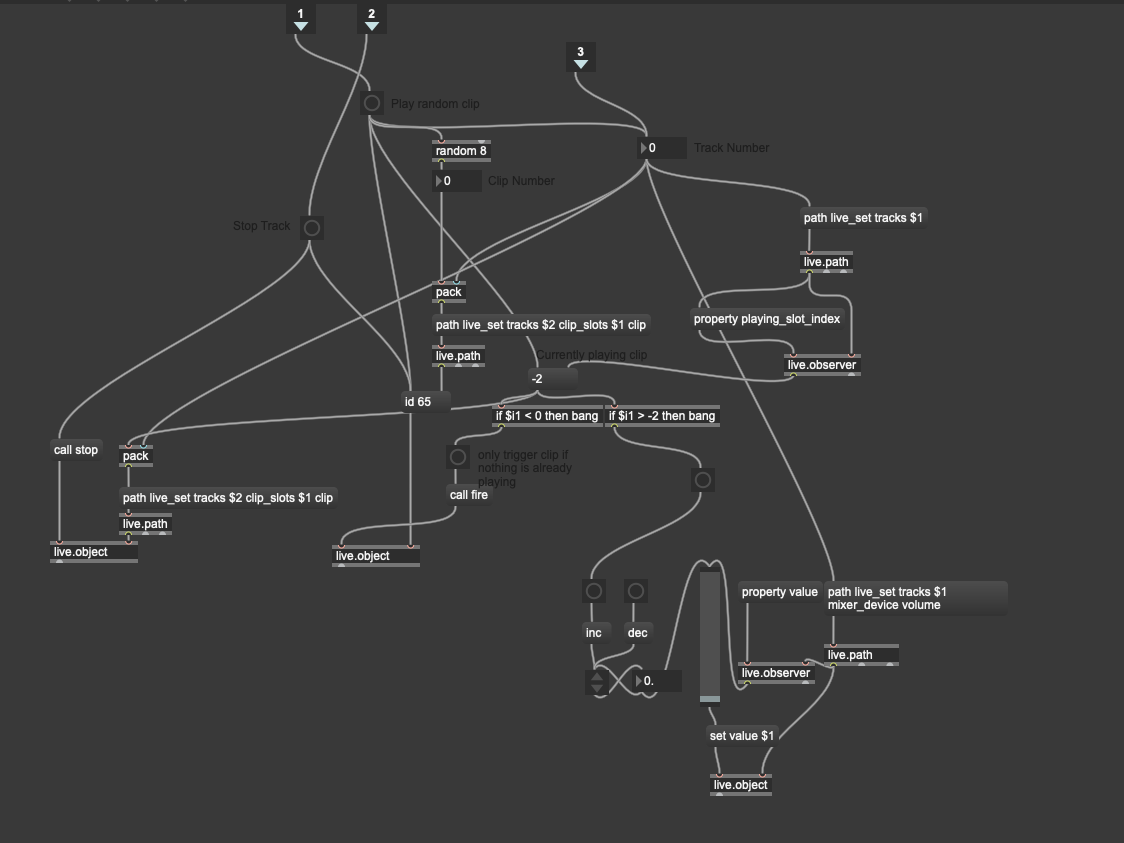 1
2
3
Play random clip
random 8
0
Track Number
0
Clip Number
path live_set tracks $1
Stop Track
live.path
pack
property playing_slot_index
path live_set tracks $2 clip_slots $1 clip
live.path
Currently playing clip
live.observer
-2
id 65
if $i1 < 0 then bang
if $i1 > -2 then bang
call stop
pack
only trigger clip if
nothing is already
playing
call fire
path live_set tracks $2 clip_slots $1 clip
live.path
live.object
live.object
property value
path live_set tracks $1
mixer_device volume
inc
dec
live.path
live.observer
0.
set value $1
live.object